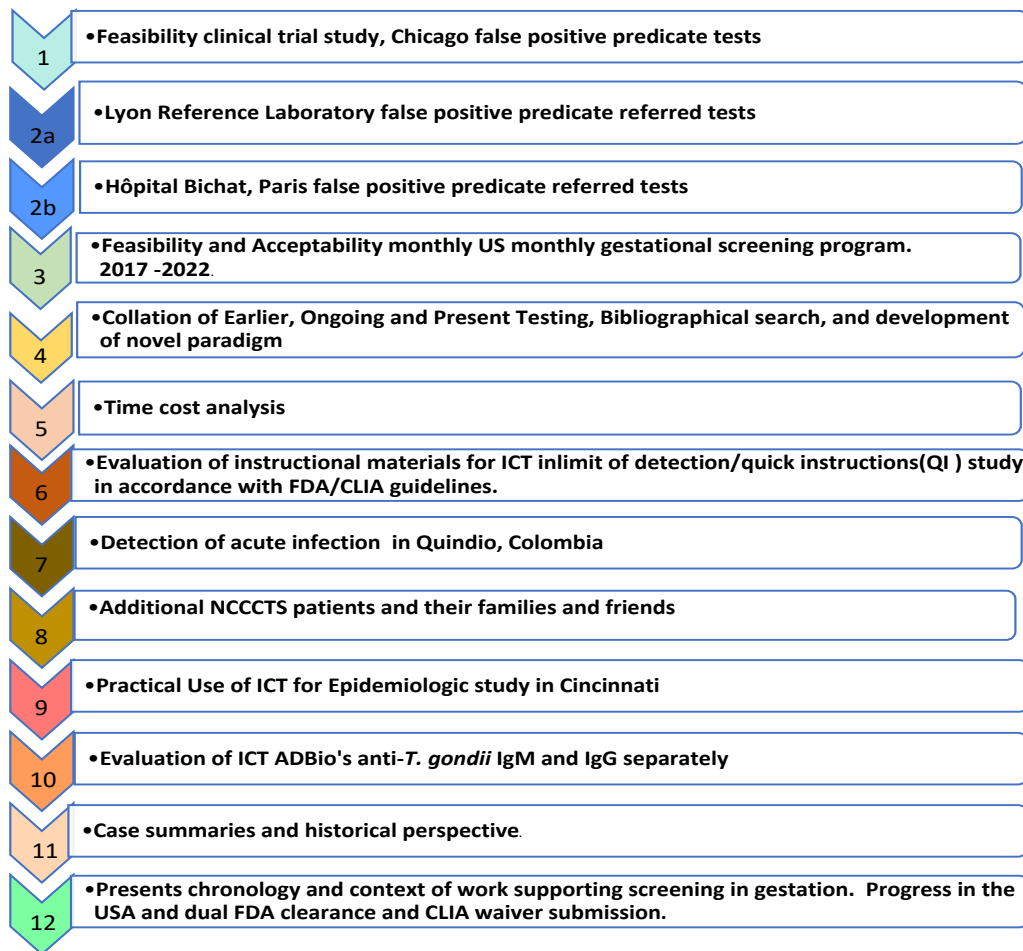 1
•Feasibility clinical trial study, Chicago false positive predicate tests
2a
•Lyon Reference Laboratory false positive predicate referred tests
2b
•Hôpital Bichat, Paris false positive predicate referred tests
3
•Feasibility and Acceptability monthly US monthly gestational screening program.
2017 -2022.
4
•Collation of Earlier, Ongoing and Present Testing, Bibliographical search, and development
of novel paradigm
5
•Time cost analysis
6
•Evaluation of instructional materials for ICT inlimit of detection/quick instructions(QI ) study
in accordance with FDA/CLIA guidelines.
7
•Detection of acute infection in Quindio, Colombia
8
•Additional NCCCTS patients and their families and friends
9
•Practical Use of ICT for Epidemiologic study in Cincinnati
10
•Evaluation of ICT ADBio's anti-T. gondii IgM and IgG separately
11
•Case summaries and historical perspective.
12
•Presents chronology and context of work supporting screening in gestation. Progress in the
USA and dual FDA clearance and CLIA waiver submission.